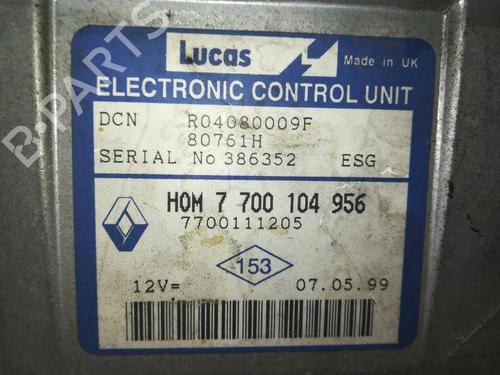 Lucas
Made in UK
ELECTRONIC CONTROL UNIT
DCN R04080009F
80761H
SERIAL No 386352 ESG
HOM 7 700 104 956
7700111205
153
12V= 07.05.99
B-PARTS